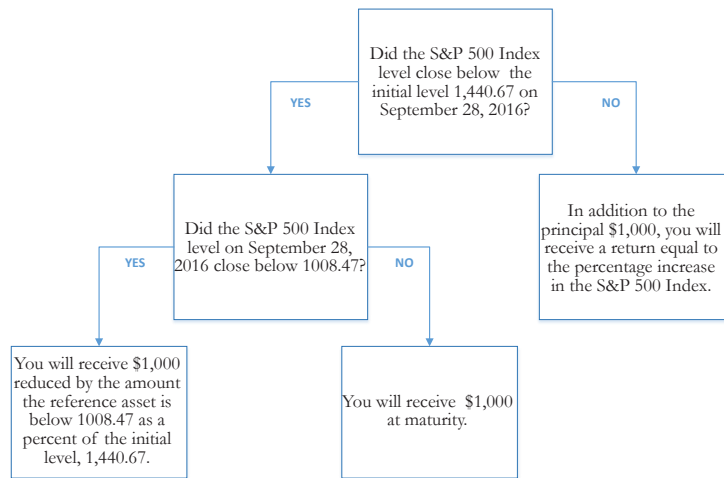 Did the S&P 500 Index
level close below the
initial level 1,440.67 on
September 28, 2016?
YES
NO
Did the S&P 500 Index
level on September 28,
2016 close below 1008.47?
In addition to the
principal $1,000, you will
receive a return equal to
the percentage increase
in the S&P 500 Index.
YES
NO
You will receive $1,000
reduced by the amount
the reference asset is
below 1008.47 as a
percent of the initial
level, 1,440.67.
You will receive $1,000
at maturity.